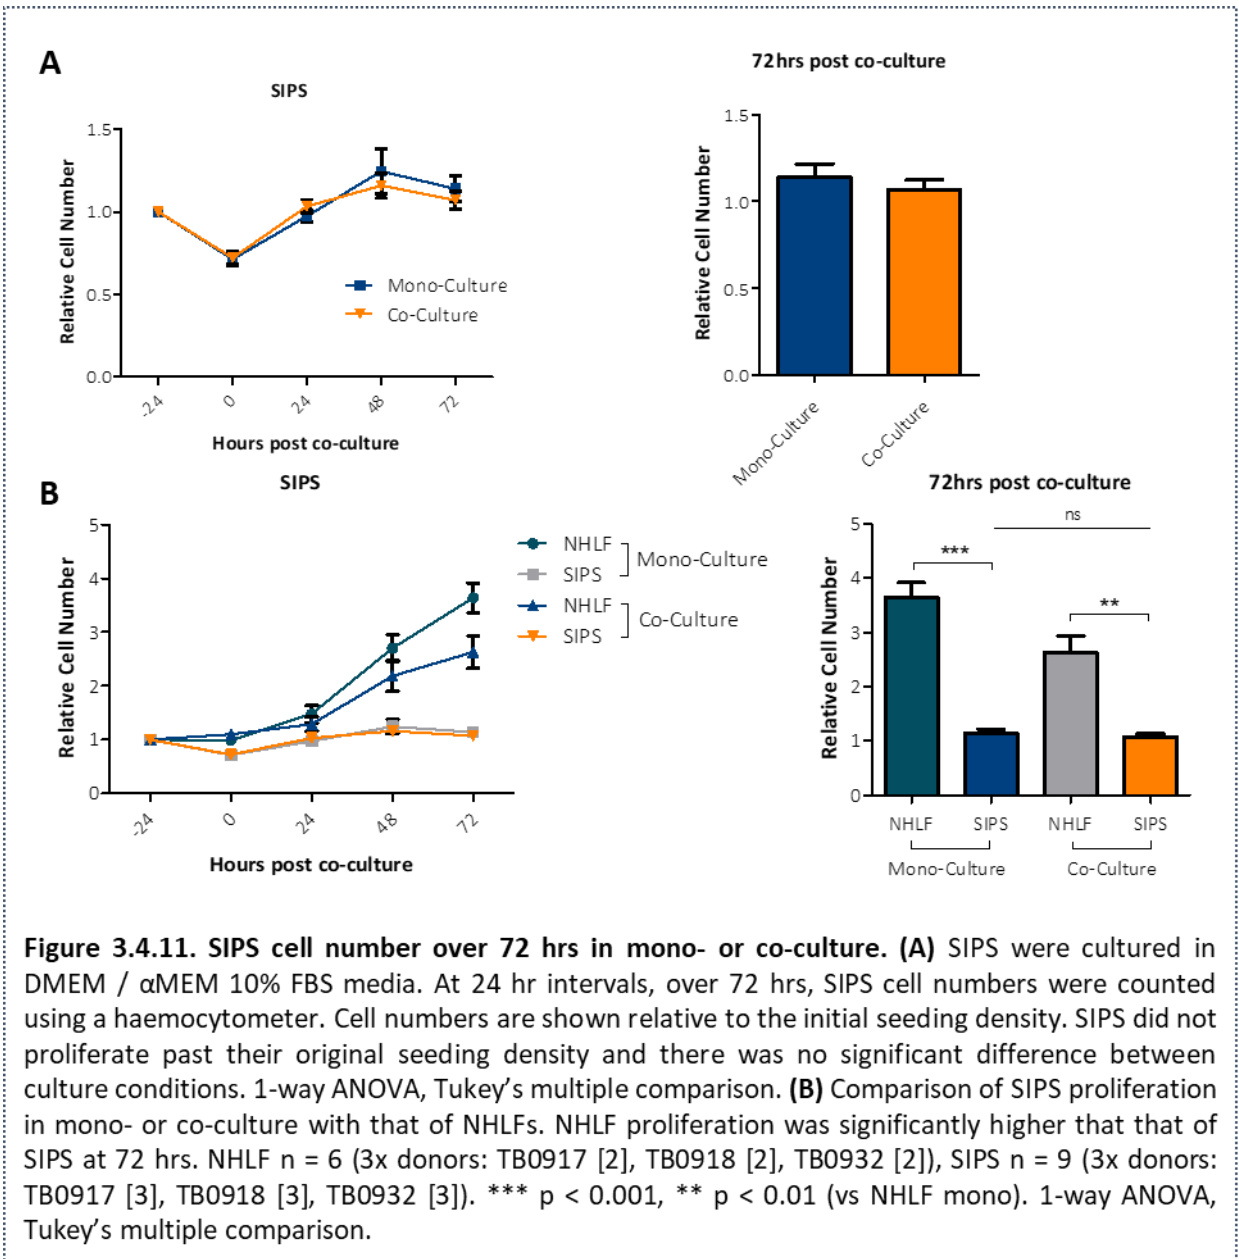 A
SIPS
1.5
1.0
0.5
0.0
Relative Cell Number
-24
0
24
48
72
Hours post co-culture
Mono-Culture
Co-Culture
72hrs post co-culture
1.5
1.0
0.5
0.0
Relative Cell Number
Mono-Culture
Co-Culture
B
SIPS
5
4
3
2
1
0
Relative Cell Number
-24
0
24
48
72
Hours post co-culture
NHLF
SIPS
Mono-Culture
NHLF
SIPS
Co-Culture
72hrs post co-culture
5
4
3
2
1
0
Relative Cell Number
***
ns
**
NHLF SIPS NHLF SIPS
Mono-Culture Co-Culture
Figure 3.4.11. SIPS cell number over 72 hrs in mono- or co-culture. (A) SIPS were cultured in
DMEM / αMEM 10% FBS media. At 24 hr intervals, over 72 hrs, SIPS cell numbers were counted
using a haemocytometer. Cell numbers are shown relative to the initial seeding density. SIPS did not
proliferate past their original seeding density and there was no significant difference between
culture conditions. 1-way ANOVA, Tukey’s multiple comparison. (B) Comparison of SIPS proliferation
in mono- or co-culture with that of NHLFs. NHLF proliferation was significantly higher that that of
SIPS at 72 hrs. NHLF n = 6 (3x donors: TB0917 [2], TB0918 [2], TB0932 [2]), SIPS n = 9 (3x donors:
TB0917 [3], TB0918 [3], TB0932 [3]). *** p < 0.001, ** p < 0.01 (vs NHLF mono). 1-way ANOVA,
Tukey’s multiple comparison.